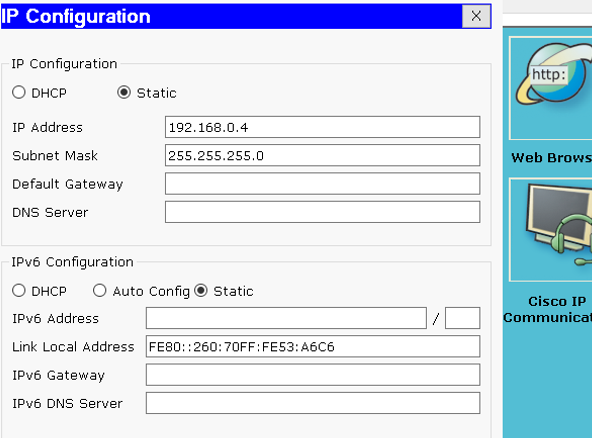 IP Configuration
X
IP Configuration
DHCP
Static
IP Address
192.168.0.4
Subnet Mask
255.255.255.0
Default Gateway
DNS Server
IPv6 Configuration
DHCP
Auto Config
Static
IPv6 Address
/
Link Local Address
FE80::260:70FF:FE53:A6C6
IPv6 Gateway
IPv6 DNS Server
http:
Web Brows
Cisco IP
Communicat